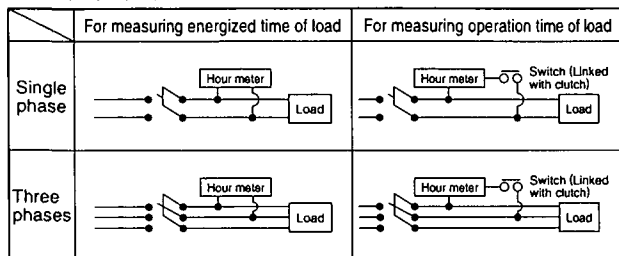 For measuring energized time of load
For measuring operation time of load
Single
phase
Hour meter
Load
Hour meter
Switch (Linked
with clutch)
Load
Three
phases
Hour meter
Load
Hour meter
Switch (Linked
with clutch)
Load